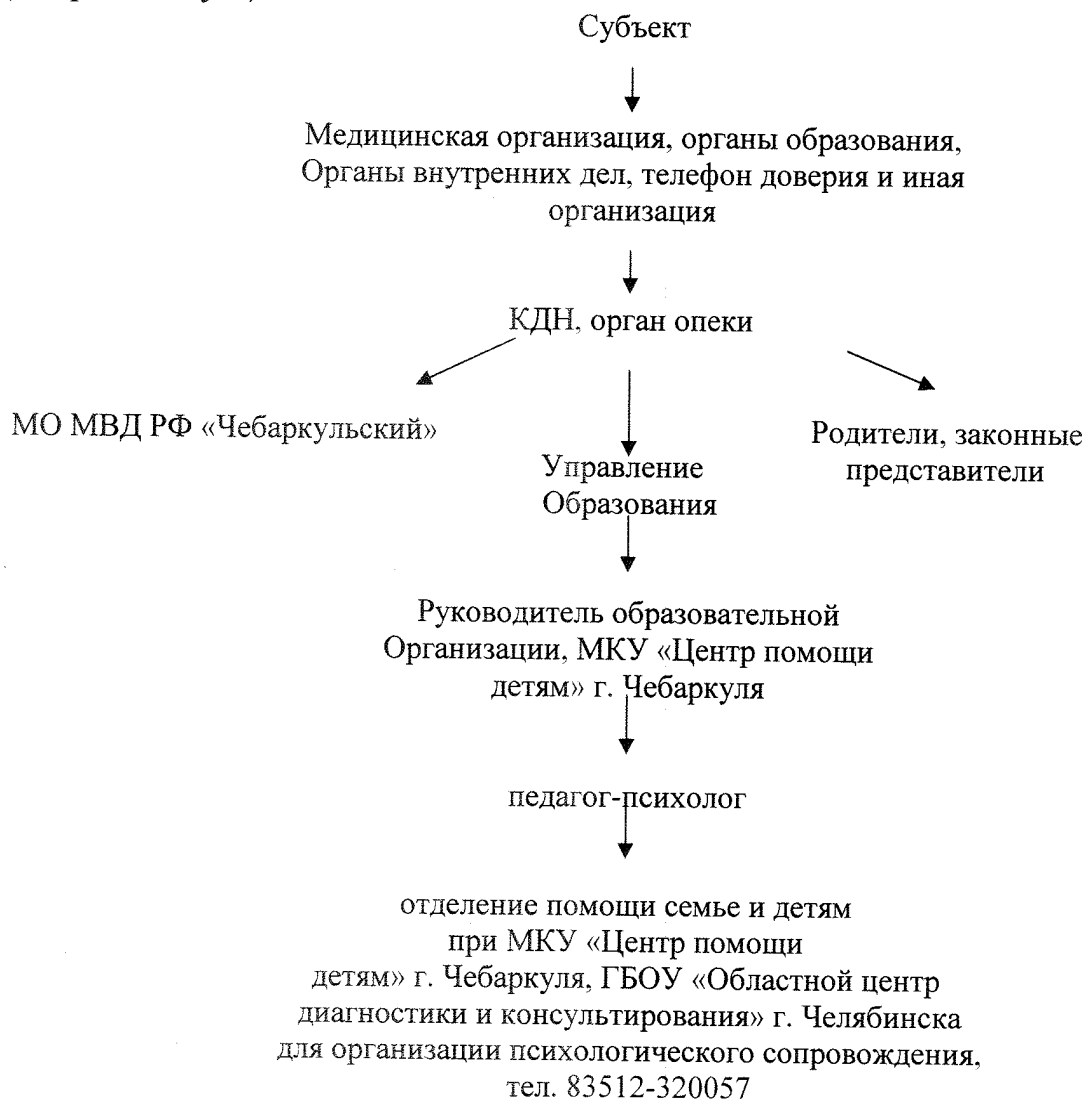 Субъект
Медицинская организация, органы образования,
Органы внутренних дел, телефон доверия и иная
организация
КДН, орган опеки
МО МВД РФ «Чебаркульский»
Родители, законные
представители
Управление
Образования
Руководитель образовательной
Организации, МКУ «Центр помощи
детям» г. Чебаркуля
педагог-психолог
отделение помощи семье и детям
при МКУ «Центр помощи
детям» г. Чебаркуля, ГБОУ «Областной центр
диагностики и консультирования» г. Челябинска
для организации психологического сопровождения,
тел. 83512-320057